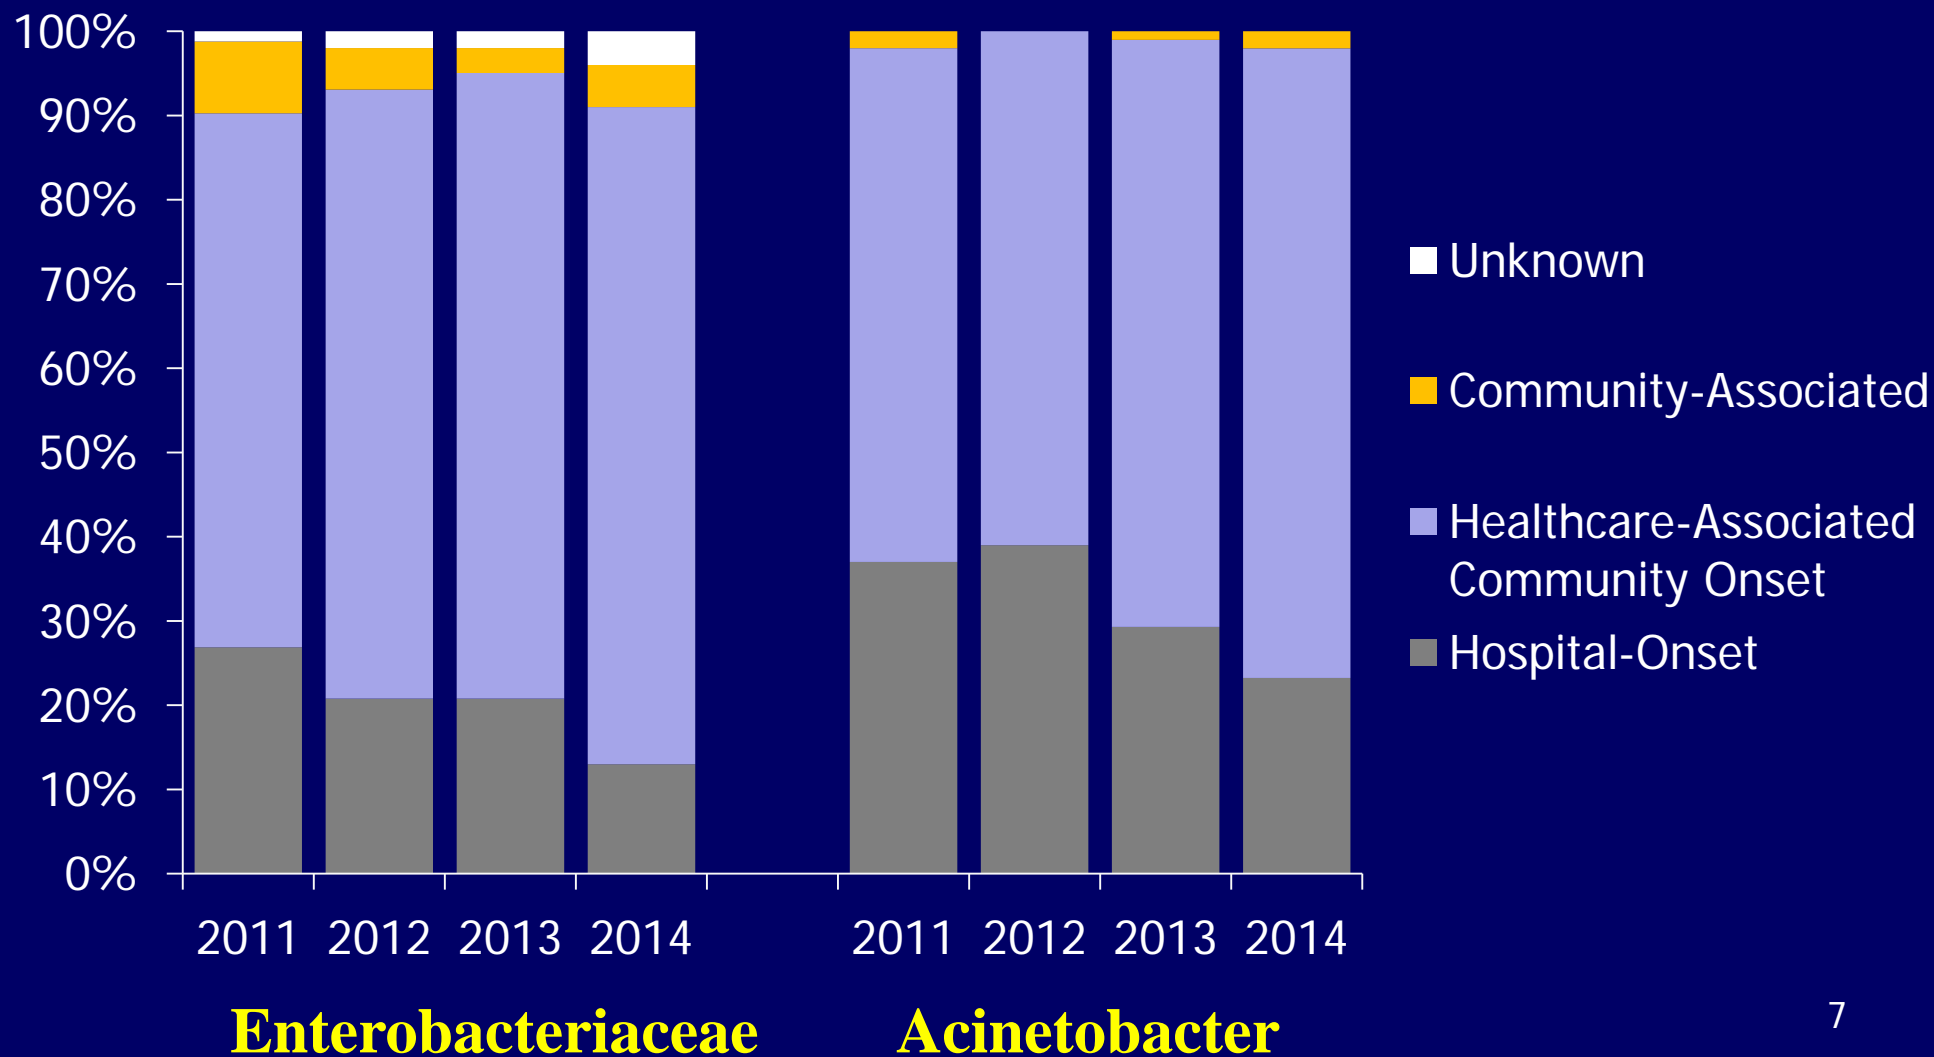 100%
90%
80%
70%
60%
50%
40%
30%
20%
10%
0%
2011 2012 2013 2014 2011 2012 2013 2014
Enterobacteriaceae Acinetobacter
Unknown
Community-Associated
Healthcare-Associated
Community Onset
Hospital-Onset
7